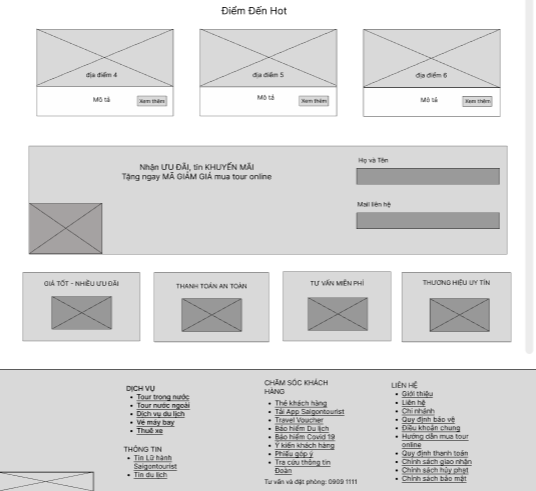 Điểm Đến Hot
địa điểm 4
địa điểm 5
địa điểm 6
Mô tả
Xem thêm
Mô tả
Xem thêm
Mô tả
Xem thêm
Nhận ƯU ĐÃI, tin KHUYẾN MÃI
Tặng ngay MÃ GIẢM GIÁ mua tour online
Họ và Tên
Mail liên hệ
GIÁ TỐT - NHIỀU ƯU ĐÃI
THANH TOÁN AN TOÀN
TƯ VẤN MIỄN PHÍ
THƯƠNG HIỆU UY TÍN
DỊCH VỤ
Tour trong nước
Tour nước ngoài
Dịch vụ du lịch
Vé máy bay
Thuê xe
THÔNG TIN
Tin Lữ hành
Saigontourist
Tin du lịch
CHĂM SÓC KHÁCH
HÀNG
Thẻ khách hàng
Tải App Saigontourist
Travel Voucher
Bảo hiểm Du lịch
Bảo hiểm Covid 19
Ý kiến khách hàng
Phiếu góp ý
Tra cứu thông tin
Đoàn
Tư vấn và đặt phòng: 0909 1111
LIÊN HỆ
Giới thiệu
Liên hệ
Chi nhánh
Quy định bảo vệ
Điều khoản chung
Hướng dẫn mua tour
online
Quy định thanh toán
Chính sách giao nhận
Chính sách hủy phạt
Chính sách bảo mật